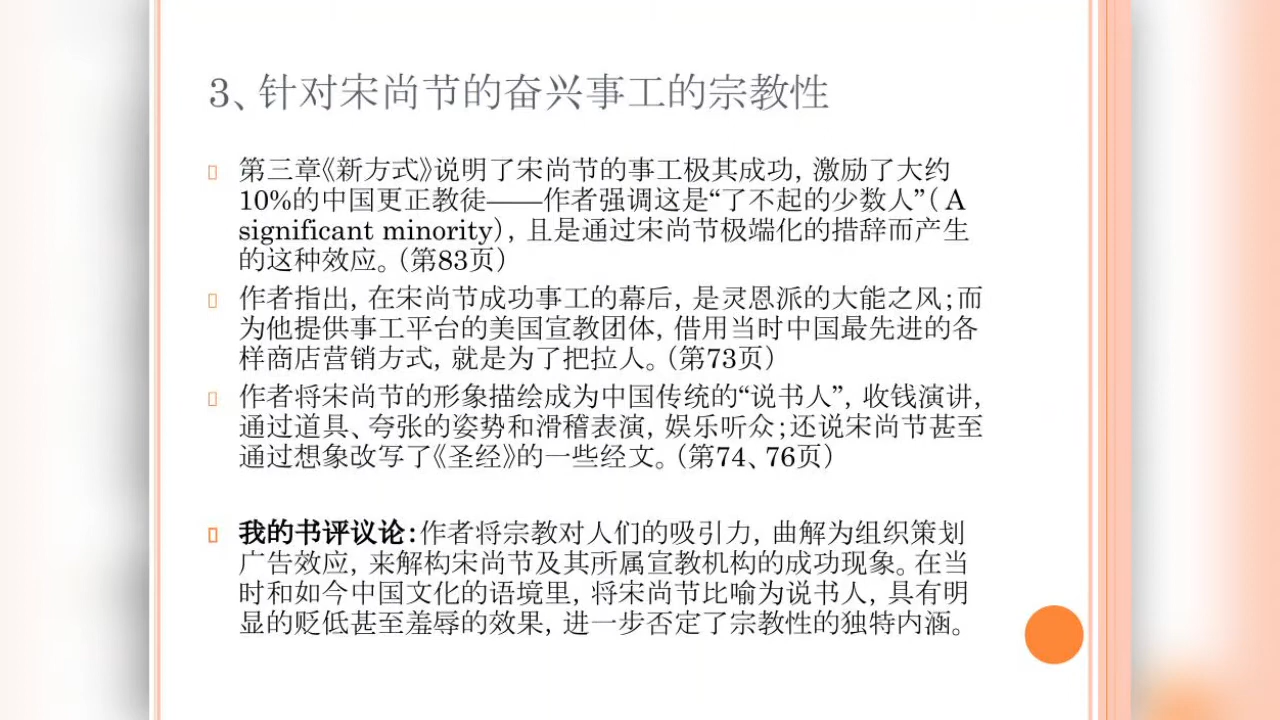 3、针对宋尚节的奋兴事工的宗教性
第三章《新方式》说明了宋尚节的事工极其成功, 激励了大约
10%的中国更正教徒——作者强调这是“了不起的少数人”（A
significant minority）, 且是通过宋尚节极端化的措辞而产生
的这种效应。（第83页）
作者指出, 在宋尚节成功事工的幕后, 是灵恩派的大能之风；而
为他提供事工平台的美国宣教团体, 借用当时中国最先进的各
样商店营销方式, 就是为了把拉人。（第73页）
作者将宋尚节的形象描绘成为中国传统的“说书人”, 收钱演讲,
通过道具、夸张的姿势和滑稽表演, 娱乐听众；还说宋尚节甚至
通过想象改写了《圣经》的一些经文。（第74、76页）
我的书评议论：作者将宗教对人们的吸引力, 曲解为组织策划
广告效应, 来解构宋尚节及其所属宣教机构的成功现象。在当
时和如今中国文化的语境里, 将宋尚节比喻为说书人, 具有明
显的贬低甚至羞辱的效果, 进一步否定了宗教性的独特内涵。